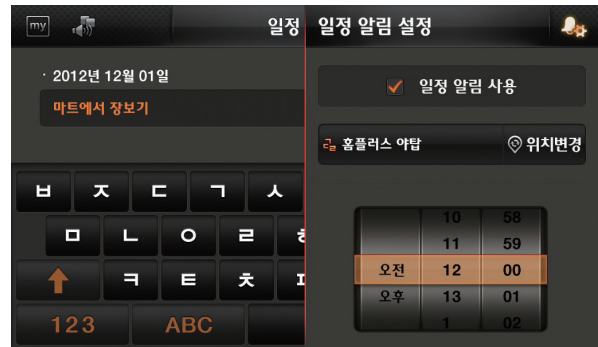 my
일정
· 2012년 12월 01일
마트에서 장보기
ㅂ ㅈ ㄷ ㄱ ㅅ
ㅁ ㄴ ㅇ ㄹ ㅎ
ㅋ ㅌ ㅊ ㅍ
123 ABC
일정 알림 설정
일정 알림 사용
홈플러스 야탑 위치변경
10 58
11 59
오전 12 00
오후 13 01
1 02